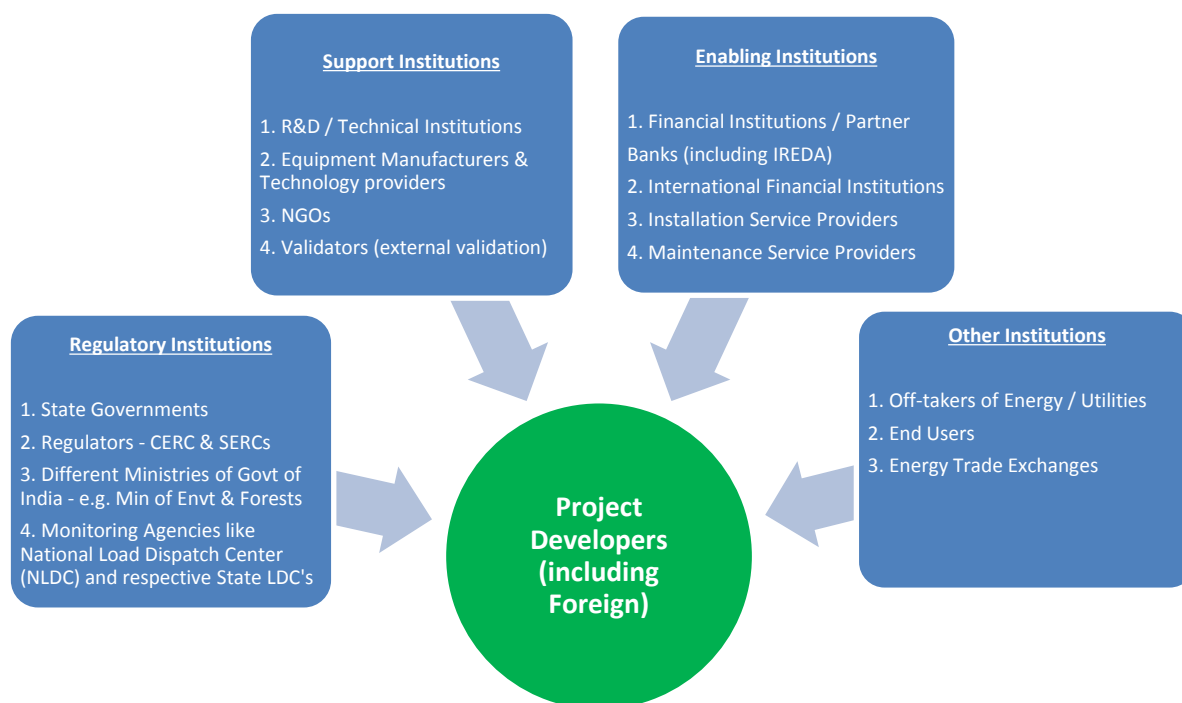 Support Institutions
1. R&D / Technical Institutions
2. Equipment Manufacturers &
Technology providers
3. NGOs
4. Validators (external validation)
Enabling Institutions
1. Financial Institutions / Partner
Banks (including IREDA)
2. International Financial Institutions
3. Installation Service Providers
4. Maintenance Service Providers
Regulatory Institutions
1. State Governments
2. Regulators - CERC & SERCs
3. Different Ministries of Govt of
India - e.g. Min of Envt & Forests
4. Monitoring Agencies like
National Load Dispatch Center
(NLDC) and respective State LDC's
Other Institutions
1. Off-takers of Energy / Utilities
2. End Users
3. Energy Trade Exchanges
Project
Developers
(including
Foreign)